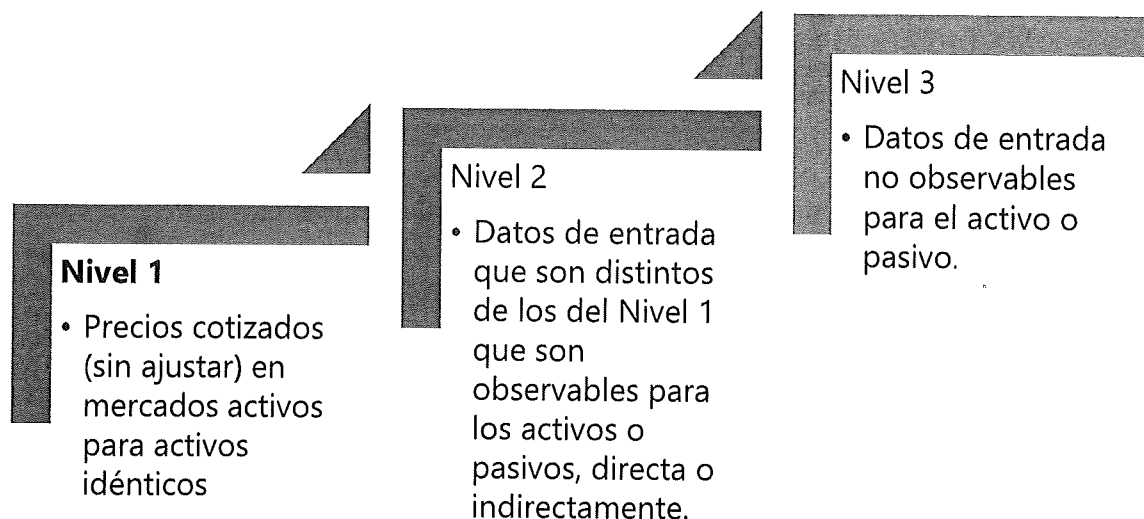 Nivel 1
• Precios cotizados
(sin ajustar) en
mercados activos
para activos
idénticos
Nivel 2
• Datos de entrada
que son distintos
de los del Nivel 1
que son
observables para
los activos o
pasivos, directa o
indirectamente.
Nivel 3
• Datos de entrada
no observables
para el activo o
pasivo.